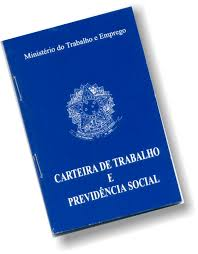 Ministério do Trabalho e Emprego
CARTEIRA DE TRABALHO
E
PREVIDÊNCIA SOCIAL